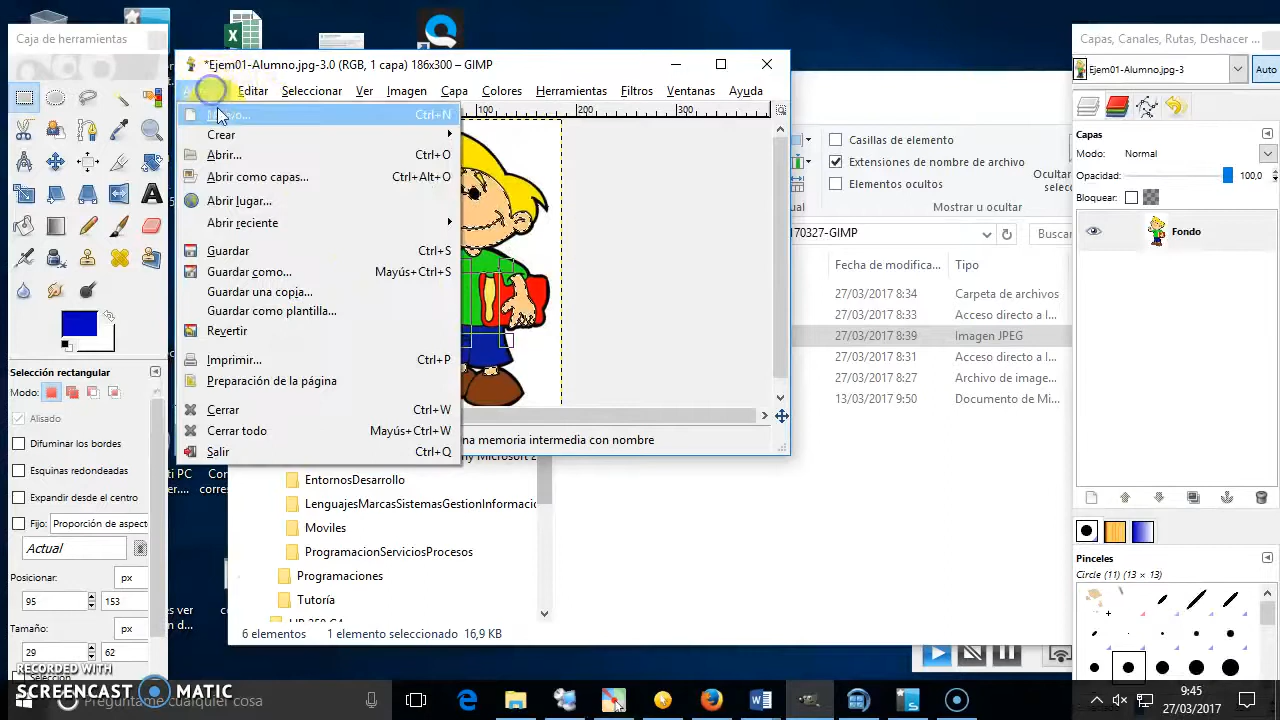 Caja de herramientas
*Ejem01-Alumno.jpg-3.0 (RGB, 1 capa) 186x300 – GIMP
Editar
Seleccionar
V
Imagen
Capa
Colores
Herramientas
Filtros
Ventanas
Ayuda
Ctrl+N
Crear
Abrir...
Ctrl+O
Abrir como capas...
Ctrl+Alt+O
Abrir lugar...
Abrir reciente
Guardar
Ctrl+S
Guardar como...
Mayús+Ctrl+S
Guardar una copia...
Guardar como plantilla...
Revertir
Imprimir...
Ctrl+P
Preparación de la página
Cerrar
Ctrl+W
Cerrar todo
Mayús+Ctrl+W
Salir
Ctrl+Q
100
200
300
na memoria intermedia con nombre
Casillas de elemento
Extensiones de nombre de archivo
Elementos ocultos
Ocultar
selec
ual
Mostrar u ocultar
170327-GIMP
Buscar
Fecha de modifica...
Tipo
27/03/2017 8:34
Carpeta de archivos
27/03/2017 8:33
Acceso directo a l...
27/03/2017 8:39
Imagen JPEG
27/03/2017 8:31
Acceso directo a l...
27/03/2017 8:27
Archivo de image...
13/03/2017 9:50
Documento de Mi...
EntornosDesarrollo
LenguajesMarcasSistemasGestionInformaci
Moviles
ProgramacionServiciosProcesos
Programaciones
Tutoría
6 elementos
1 elemento seleccionado 16,9 KB
Capas, Canales, Rutas, Deshacer ...
Ejem01-Alumno.jpg-3
Auto
Capas
Modo:
Normal
Opacidad:
100,0
Bloquear:
Fondo
Pinceles
Circle (11) (13 × 13)
Selección rectangular
Modo:
Alisado
Difuminar los bordes
Esquinas redondeadas
Expandir desde el centro
Fijo:
Proporción de aspect
Actual
Posicionar:
px
95
153
Tamaño:
px
29
62
RECORDED WITH
SCREENCAST MATIC
Pregúntame cualquier cosa
9:45
27/03/2017